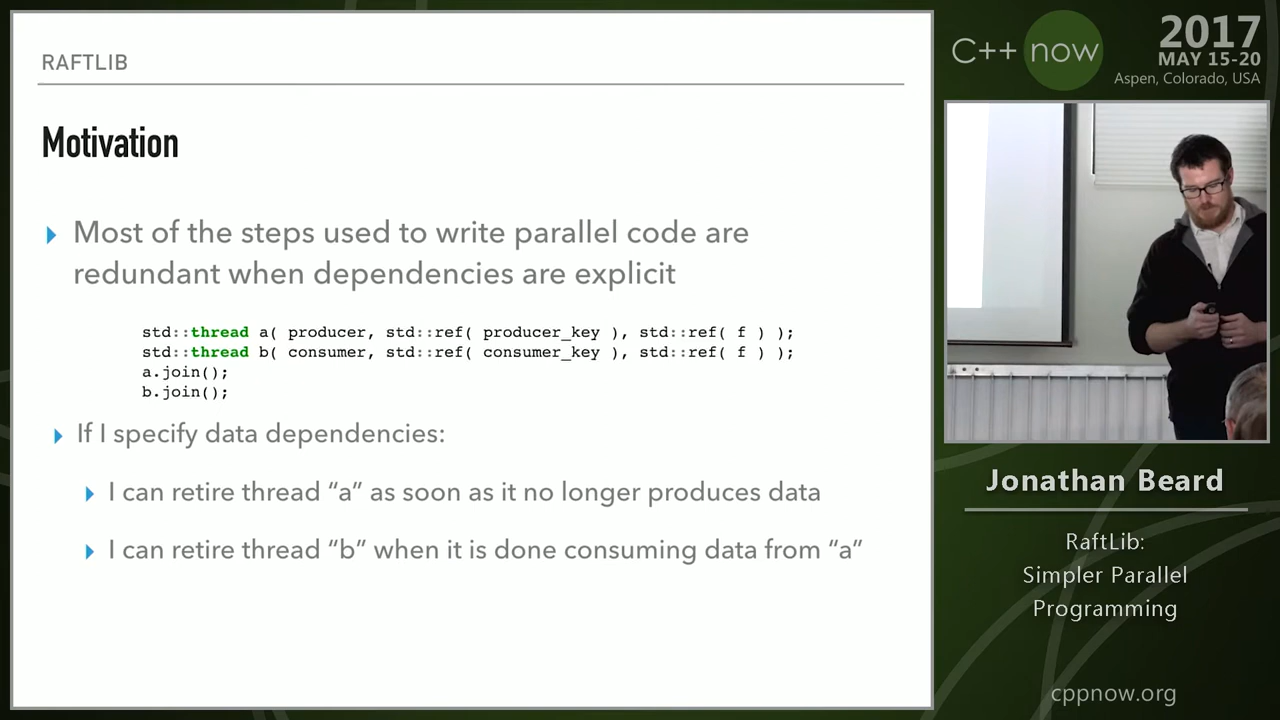 RAFTLIB
Motivation
Most of the steps used to write parallel code are
redundant when dependencies are explicit
std::thread a( producer, std::ref( producer_key ), std::ref( f ) );
std::thread b( consumer, std::ref( consumer_key ), std::ref( f ) );
a.join();
b.join();
If I specify data dependencies:
I can retire thread “a” as soon as it no longer produces data
I can retire thread “b” when it is done consuming data from “a”
C++ now
2017
MAY 15-20
Aspen, Colorado, USA
Jonathan Beard
RaftLib:
Simpler Parallel
Programming
cppnow.org